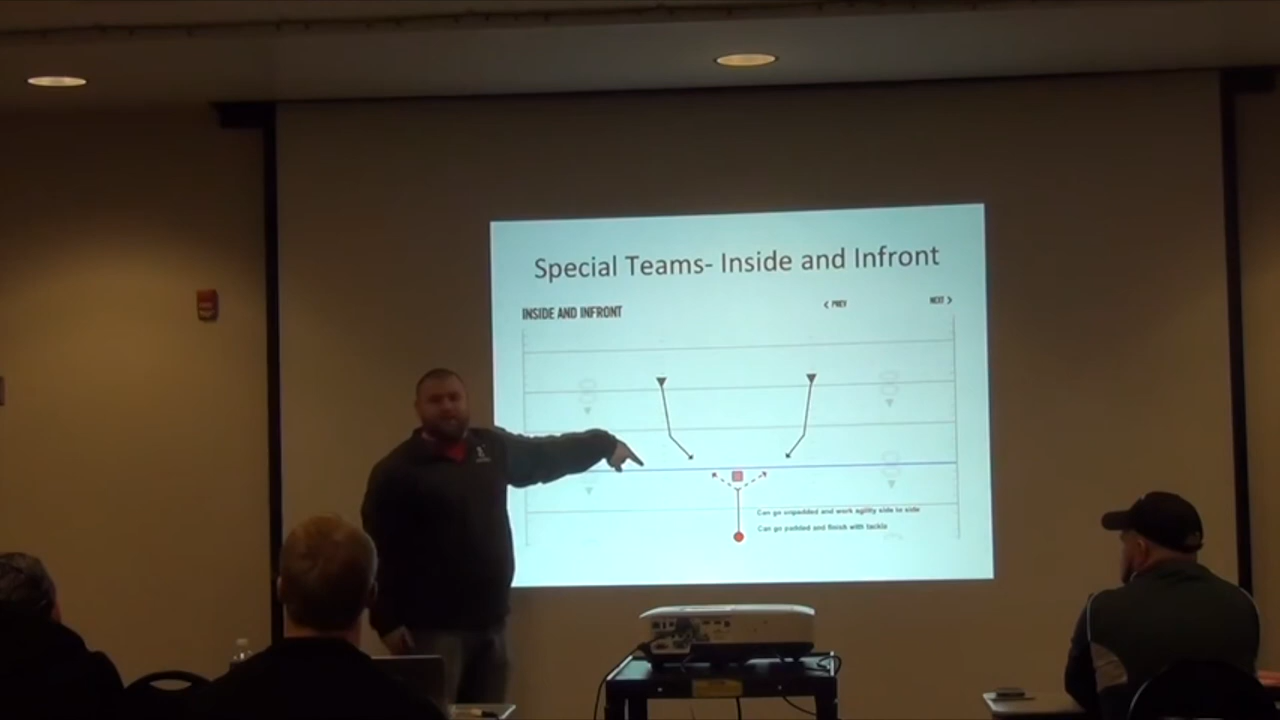 Special Teams- Inside and Infront
INSIDE AND INFRONT
< PREV
NEXT >
Can go unpadded and work agility side to side
Can go padded and finish with tackle